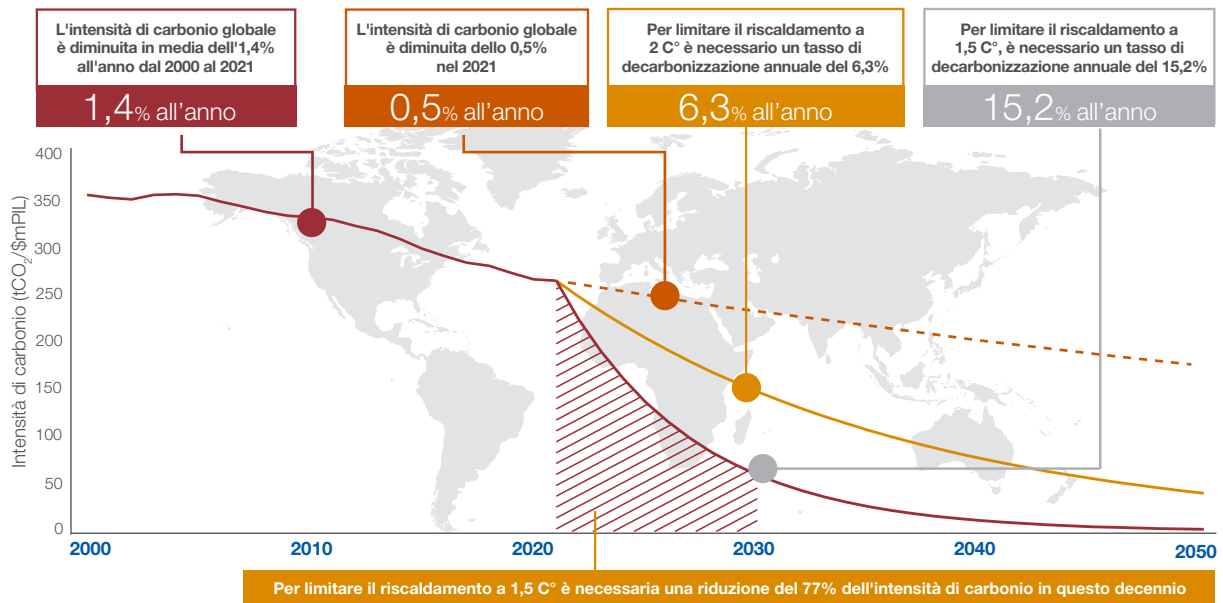 L'intensità di carbonio globale
è diminuita in media dell'1,4%
all'anno dal 2000 al 2021
1,4% all'anno
L'intensità di carbonio globale
è diminuita dello 0,5%
nel 2021
0,5% all'anno
Per limitare il riscaldamento a
2 C° è necessario un tasso di
decarbonizzazione annuale del 6,3%
6,3% all'anno
Per limitare il riscaldamento a
1,5 C°, è necessario un tasso di
decarbonizzazione annuale del 15,2%
15,2% all'anno
Intensità di carbonio (tCO₂/$mPIL)
400
350
300
250
200
150
100
50
0
2000
2010
2020
2030
2040
2050
Per limitare il riscaldamento a 1,5 C° è necessaria una riduzione del 77% dell'intensità di carbonio in questo decennio